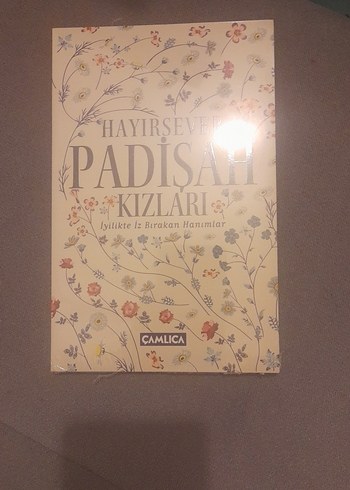 HAYIRSEVER
PADİŞAH
KIZLARI
İyilikte İz Bırakan Hanımlar
ÇAMLICA